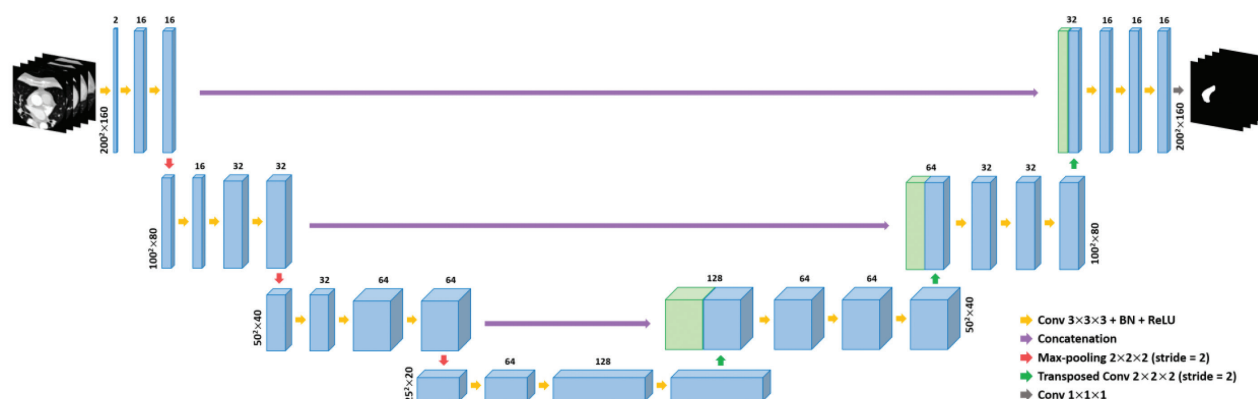 2 16 16
32 16 16 16
200²×160
200²×160
16 32 32
64 32 32
100²×80
100²×80
32 64 64
128 64 64
50²×40
50²×40
64 128
25²×20
Conv 3×3×3 + BN + ReLU
Concatenation
Max-pooling 2×2×2 (stride = 2)
Transposed Conv 2×2×2 (stride = 2)
Conv 1×1×1